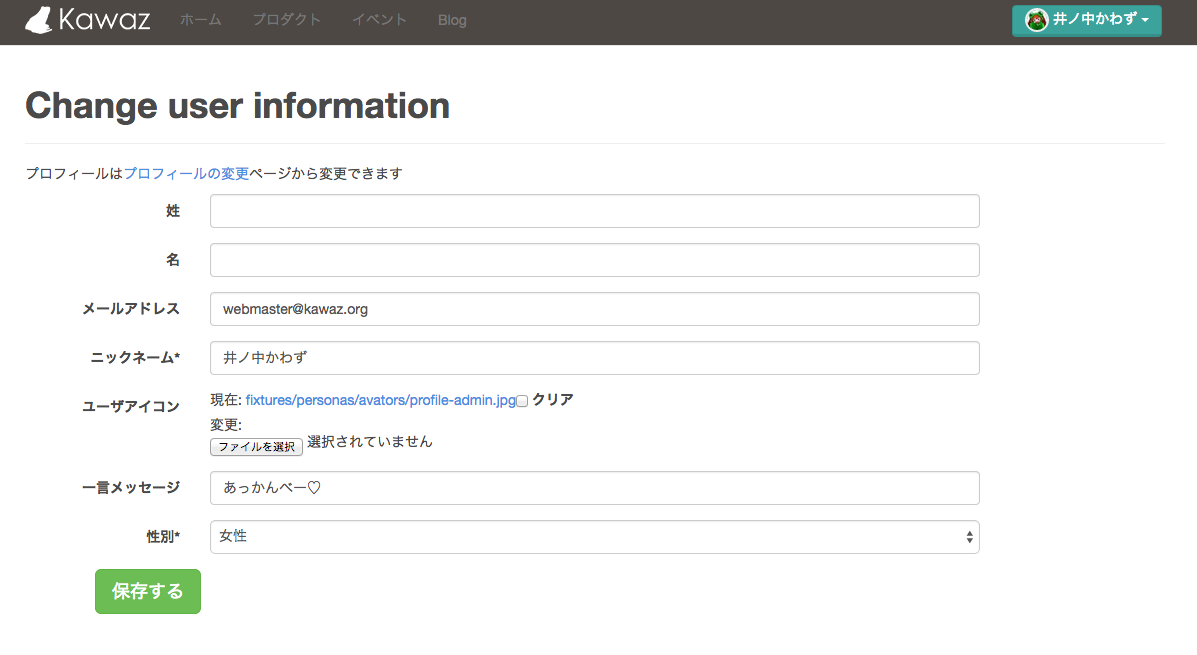 Kawaz ホーム プロダクト イベント Blog 井ノ中かわず
Change user information
プロフィールはプロフィールの変更ページから変更できます
姓
名
メールアドレス webmaster@kawaz.org
ニックネーム* 井ノ中かわず
ユーザアイコン 現在: fixtures/personas/avators/profile-admin.jpg クリア
変更:
ファイルを選択 選択されていません
一言メッセージ あっかんべー♡
性別* 女性
保存する